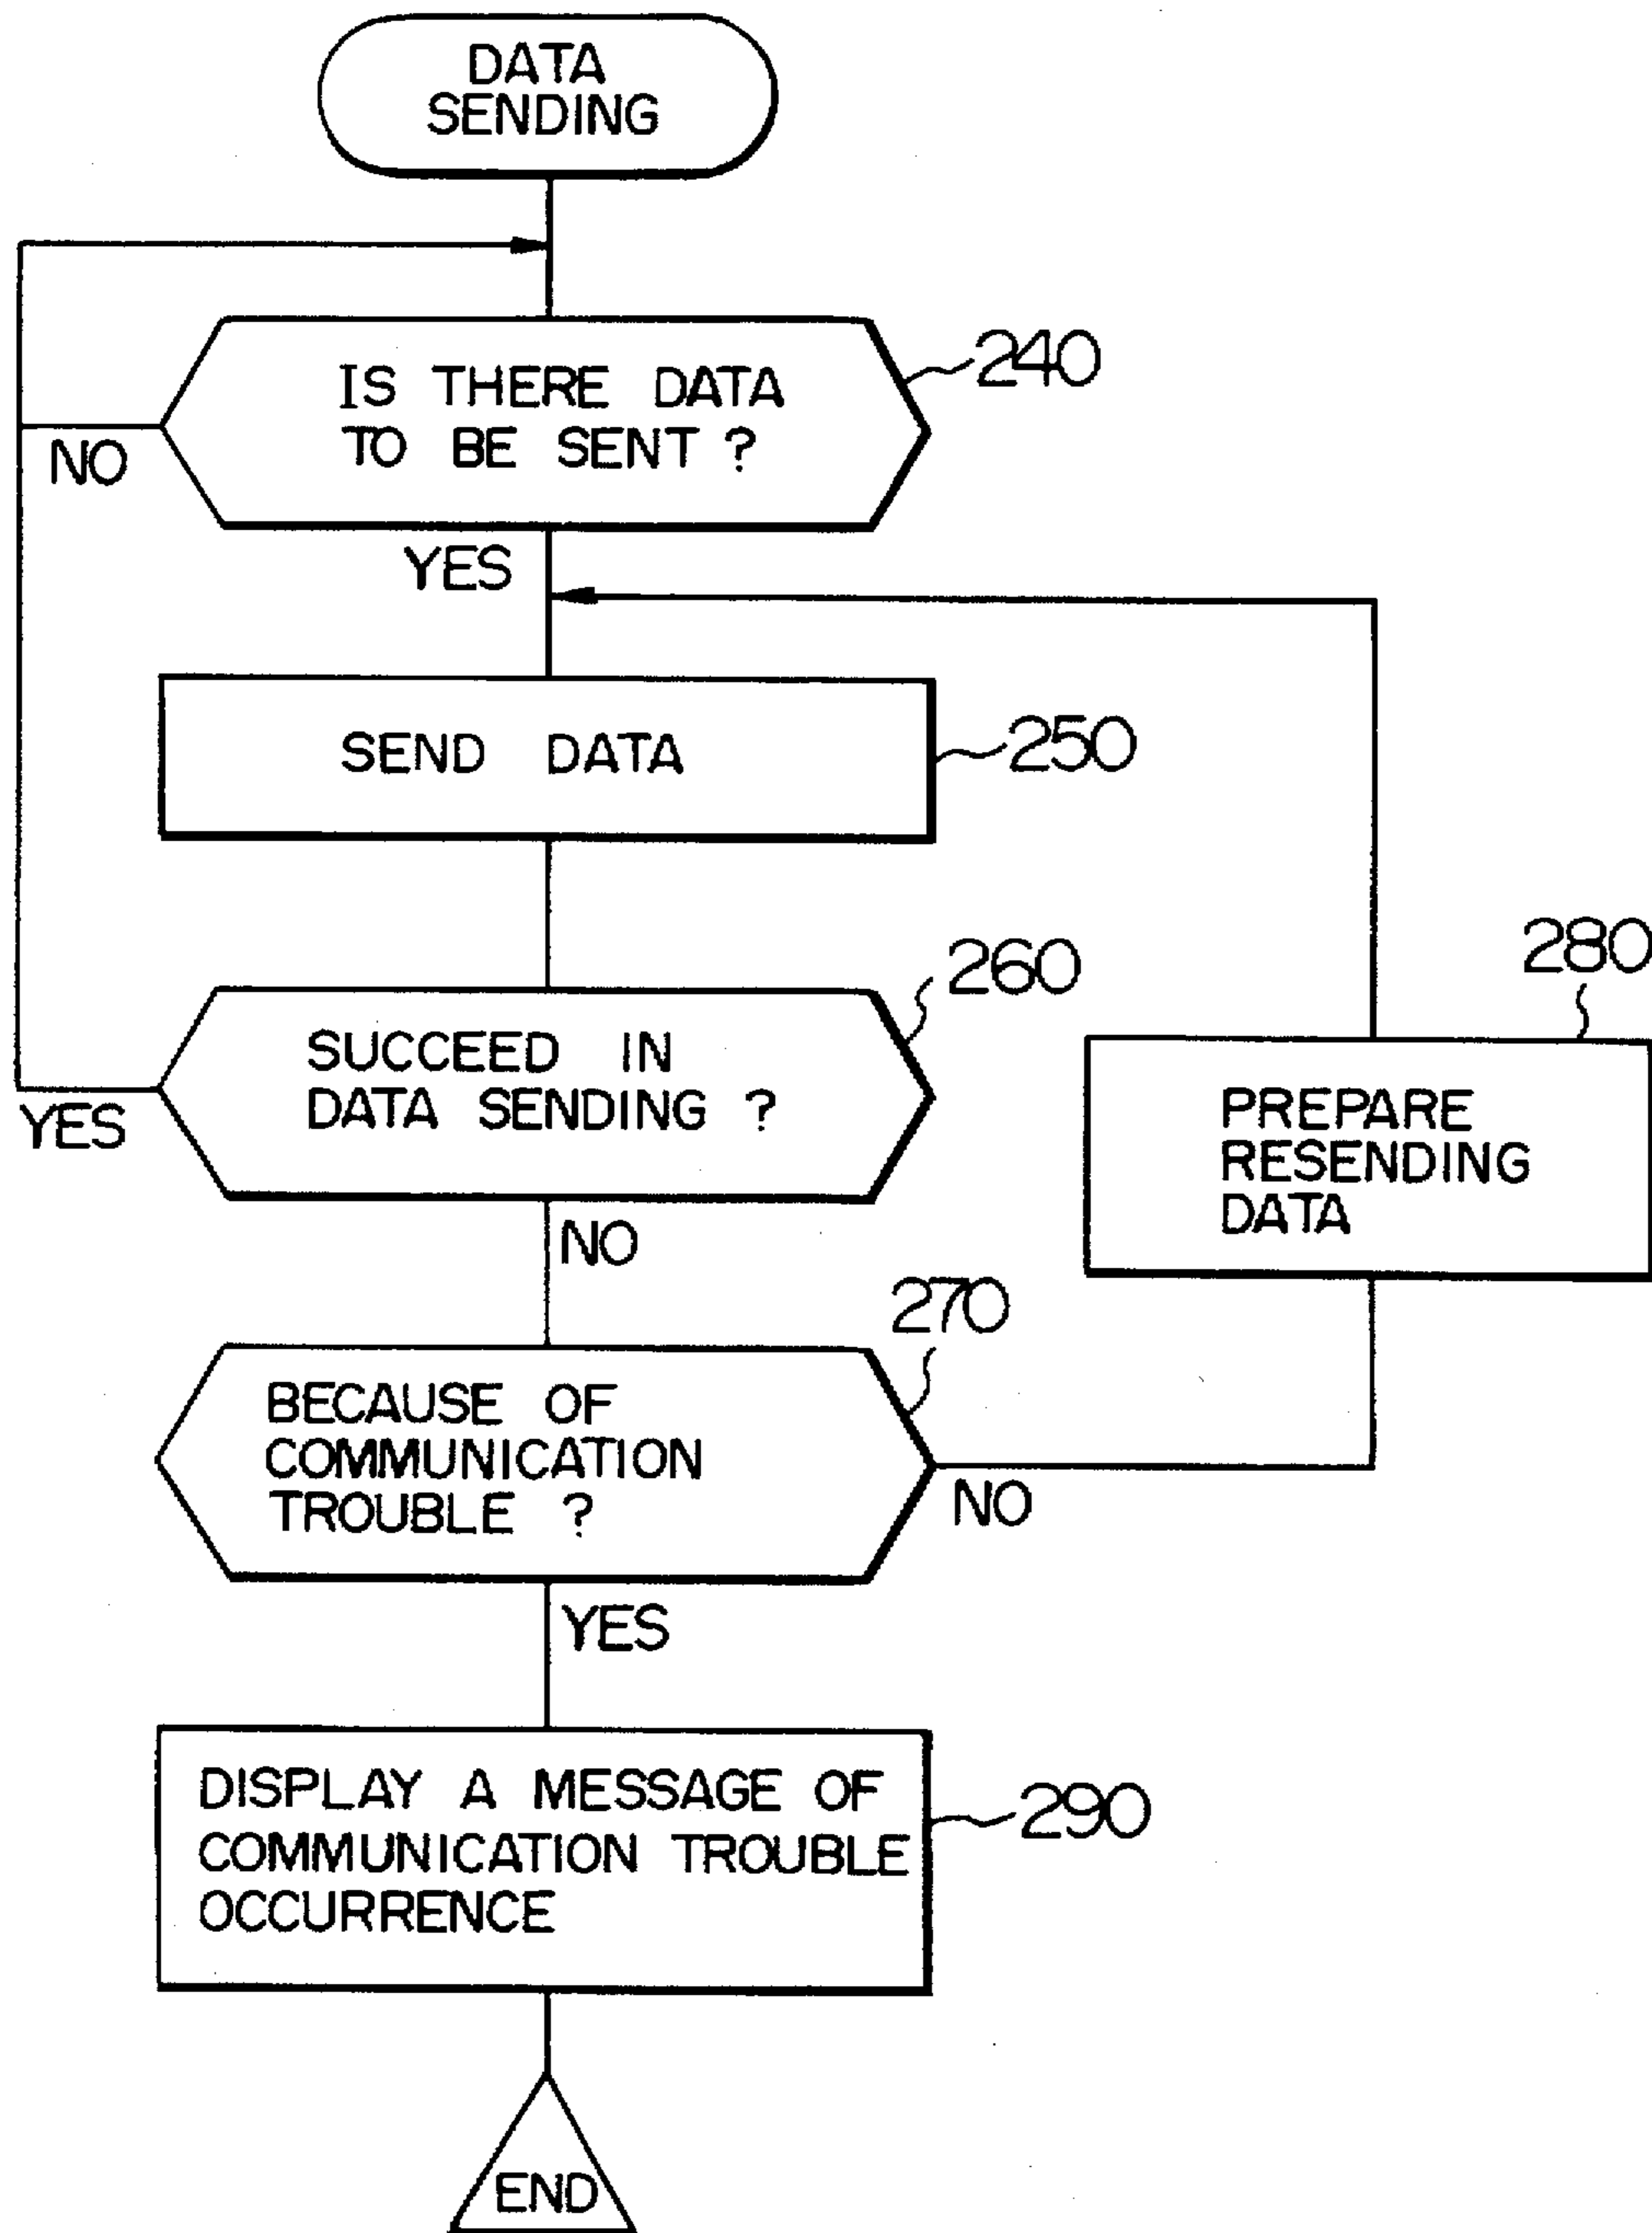 DATA
SENDING
IS THERE DATA
TO BE SENT ?
240
NO
YES
SEND DATA
250
260
280
SUCCEED IN
DATA SENDING ?
YES
PREPARE
RESENDING
DATA
NO
270
BECAUSE OF
COMMUNICATION
TROUBLE ?
NO
YES
DISPLAY A MESSAGE OF
COMMUNICATION TROUBLE
OCCURRENCE
290
END